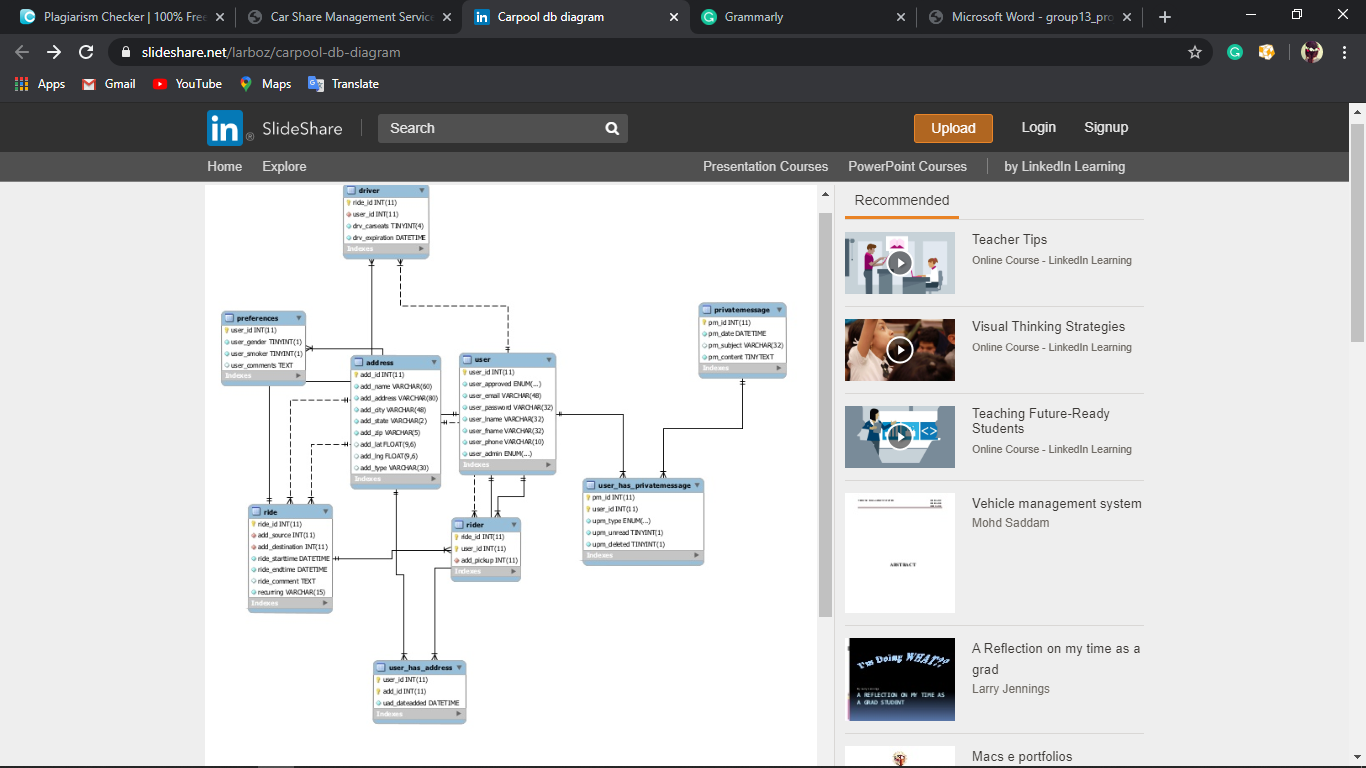 Plagiarism Checker | 100% Free
Car Share Management Service
Carpool db diagram
Grammarly
Microsoft Word - group13_pro
slideshare.net/larboz/carpool-db-diagram
Apps
Gmail
YouTube
Maps
Translate
in SlideShare
Search
Upload
Login
Signup
Home
Explore
Presentation Courses
PowerPoint Courses
by LinkedIn Learning
driver
ride_id INT(11)
user_id INT(11)
drv_carseats TINYINT(4)
drv_expiration DATETIME
Indexes
preferences
user_id INT(11)
user_gender TINYINT(1)
user_smoker TINYINT(1)
user_comments TEXT
Indexes
address
add_id INT(11)
add_name VARCHAR(60)
add_address VARCHAR(80)
add_city VARCHAR(48)
add_state VARCHAR(2)
add_zip VARCHAR(5)
add_lat FLOAT(9,6)
add_lng FLOAT(9,6)
add_type VARCHAR(30)
Indexes
user
user_id INT(11)
user_approved ENUM(...)
user_email VARCHAR(48)
user_password VARCHAR(32)
user_lname VARCHAR(32)
user_fname VARCHAR(32)
user_phone VARCHAR(10)
user_admin ENUM(...)
Indexes
privatemessage
pm_id INT(11)
pm_date DATETIME
pm_subject VARCHAR(32)
pm_content TINYTEXT
Indexes
user_has_privatemessage
pm_id INT(11)
user_id INT(11)
upm_type ENUM(...)
upm_unread TINYINT(1)
upm_deleted TINYINT(1)
Indexes
ride
ride_id INT(11)
add_source INT(11)
add_destination INT(11)
ride_starttime DATETIME
ride_endtime DATETIME
ride_comment TEXT
recurring VARCHAR(15)
Indexes
rider
ride_id INT(11)
user_id INT(11)
add_pickup INT(11)
Indexes
user_has_address
user_id INT(11)
add_id INT(11)
uad_dateadded DATETIME
Indexes
Recommended
Teacher Tips
Online Course - LinkedIn Learning
Visual Thinking Strategies
Online Course - LinkedIn Learning
Teaching Future-Ready
Students
Online Course - LinkedIn Learning
ABSTRACT
Vehicle management system
Mohd Saddam
I'm Doing WHAT??
A REFLECTION ON MY TIME AS
A GRAD STUDENT
A Reflection on my time as a
grad
Larry Jennings
Macs e portfolios